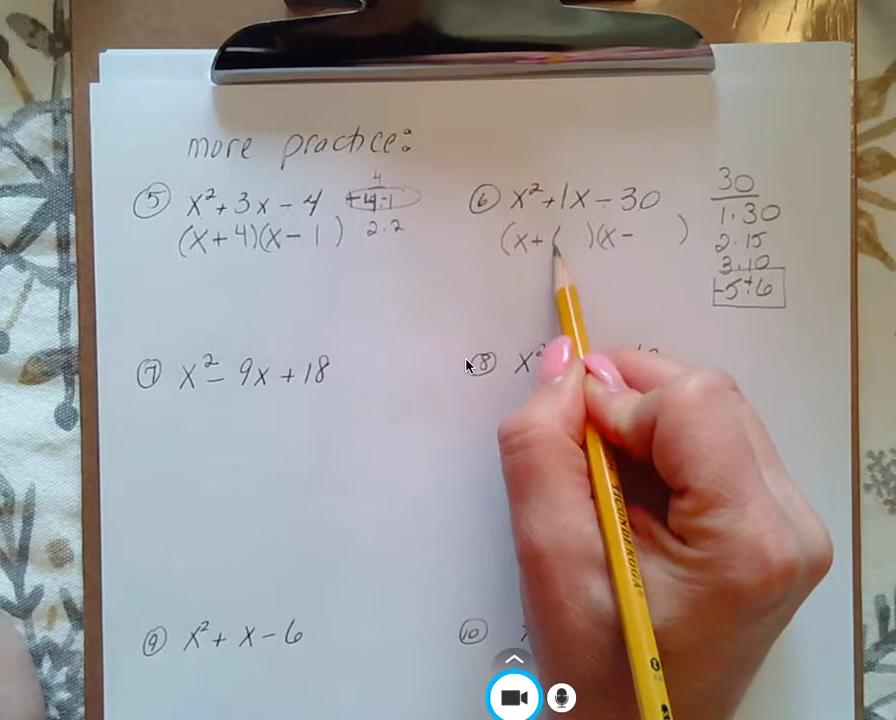 more practice:
⑤ x² + 3x - 4
4
+4·-1
2·2
(x + 4)(x - 1)
⑥ x² + 1x - 30
(x + )(x - )
30
1·30
2·15
3·10
-5·+6
⑦ x² - 9x + 18
⑧ x²
⑨ x² + x - 6
⑩
TICONDEROGA